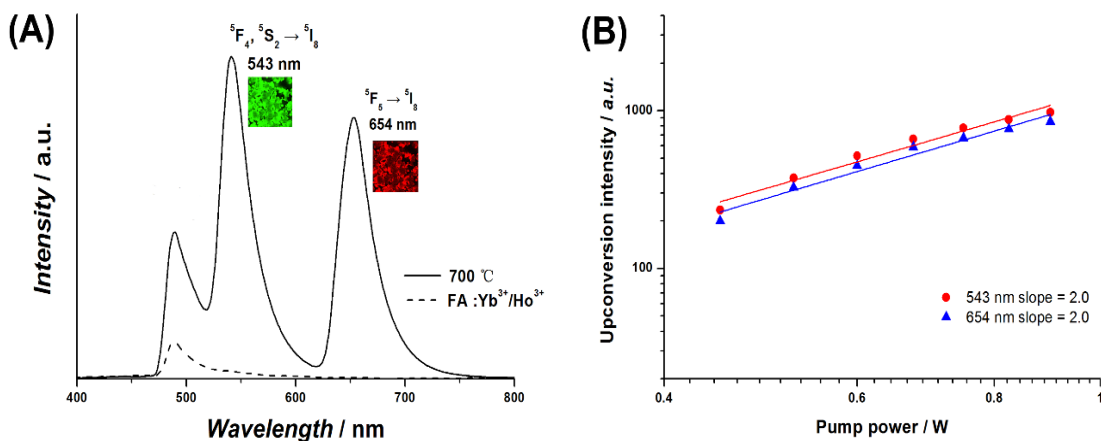 (A)
⁵F₄, ⁵S₂ → ⁵I₈
543 nm
⁵F₅ → ⁵I₈
654 nm
700 ℃
FA :Yb³⁺/Ho³⁺
Intensity / a.u.
400 500 600 700 800
Wavelength / nm
(B)
Upconversion intensity / a.u.
1000
100
543 nm slope = 2.0
654 nm slope = 2.0
0.4 0.6 0.8 1
Pump power / W